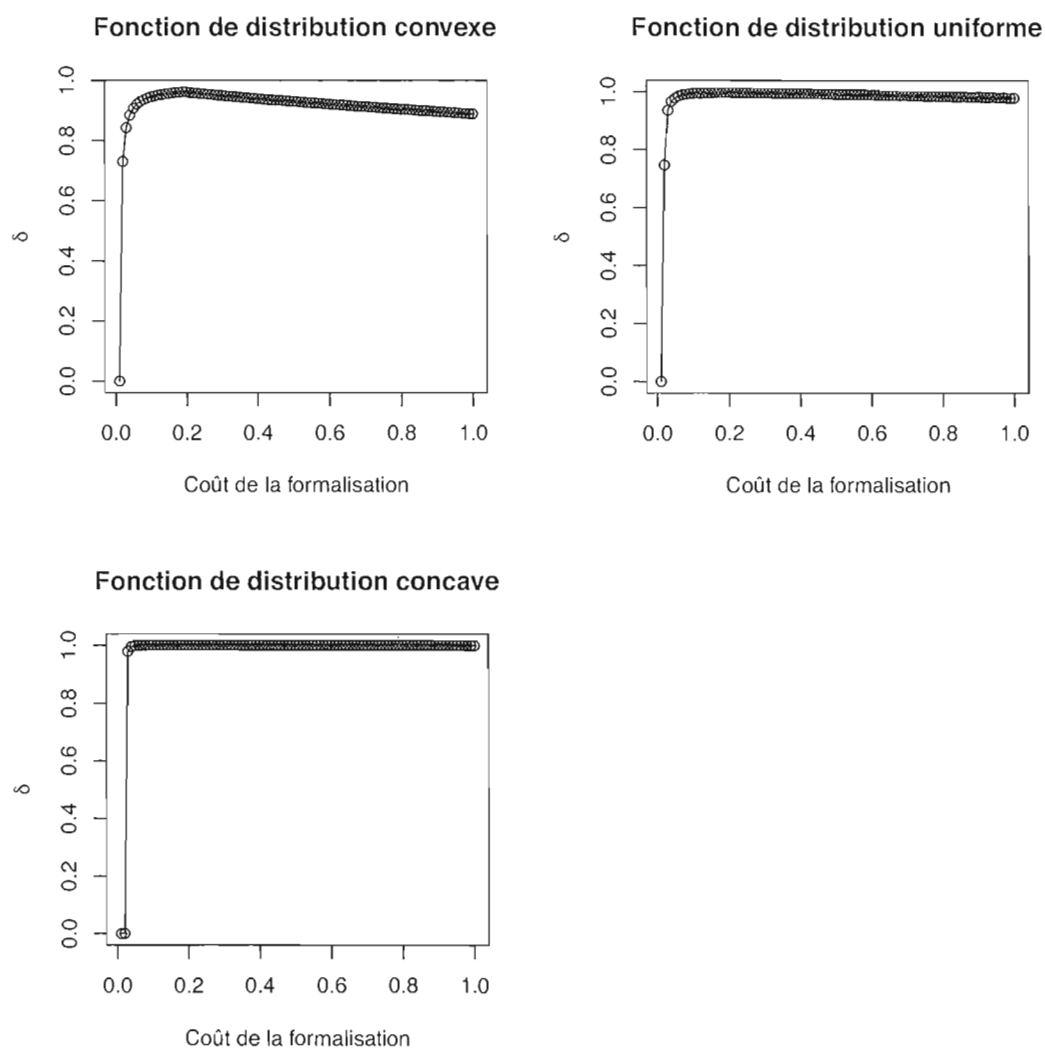 Fonction de distribution convexe
δ
1.0
0.8
0.6
0.4
0.2
0.0
0.0 0.2 0.4 0.6 0.8 1.0
Coût de la formalisation
Fonction de distribution uniforme
δ
1.0
0.8
0.6
0.4
0.2
0.0
0.0 0.2 0.4 0.6 0.8 1.0
Coût de la formalisation
Fonction de distribution concave
δ
1.0
0.8
0.6
0.4
0.2
0.0
0.0 0.2 0.4 0.6 0.8 1.0
Coût de la formalisation